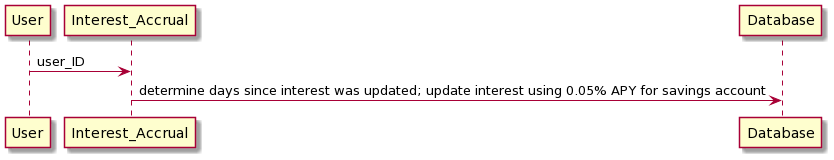 User Interest_Accrual Database
user_ID
determine days since interest was updated; update interest using 0.05% APY for savings account
User Interest_Accrual Database